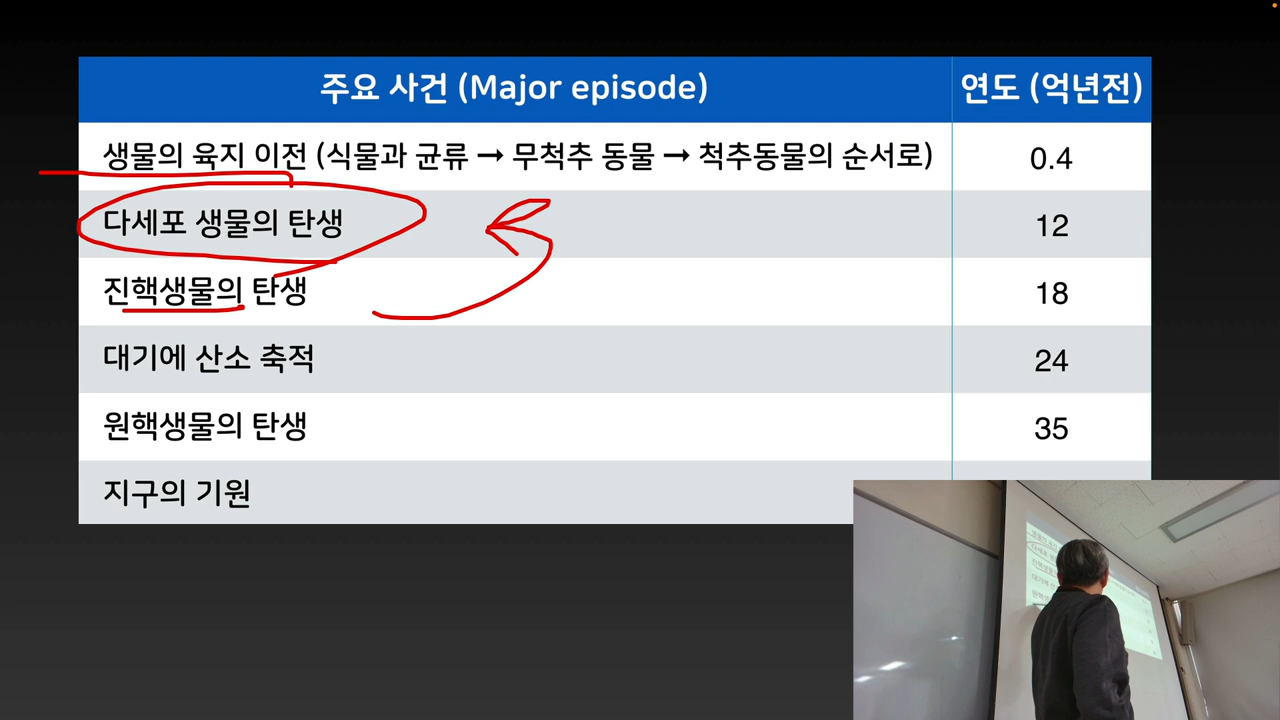 주요 사건 (Major episode) 연도 (억년전)
생물의 육지 이전 (식물과 균류 → 무척추 동물 → 척추동물의 순서로) 0.4
다세포 생물의 탄생 12
진핵생물의 탄생 18
대기에 산소 축적 24
원핵생물의 탄생 35
지구의 기원